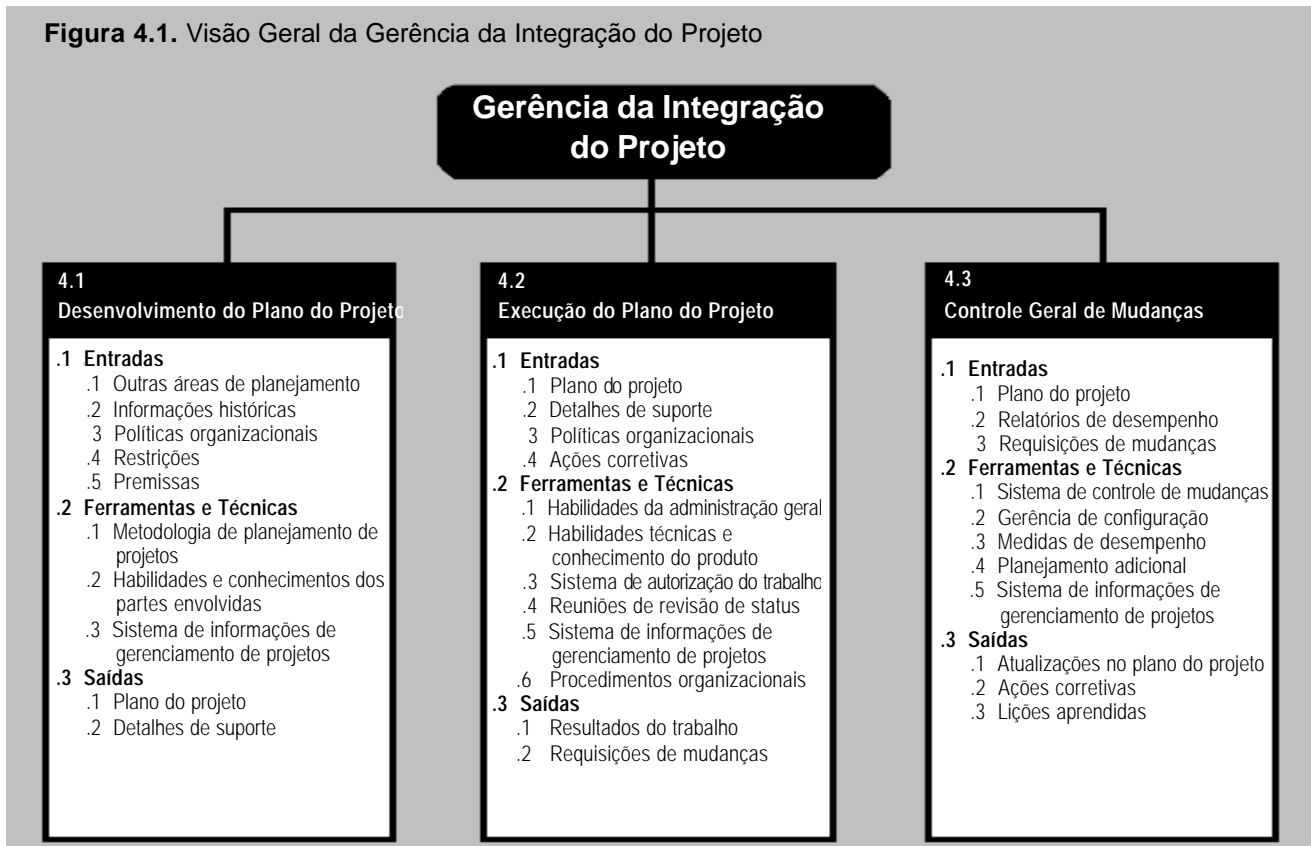 Figura 4.1. Visão Geral da Gerência da Integração do Projeto
Gerência da Integração
do Projeto
4.1
Desenvolvimento do Plano do Projeto
.1 Entradas
.1 Outras áreas de planejamento
.2 Informações históricas
3 Políticas organizacionais
.4 Restrições
.5 Premissas
.2 Ferramentas e Técnicas
.1 Metodologia de planejamento de
projetos
.2 Habilidades e conhecimentos dos
partes envolvidas
.3 Sistema de informações de
gerenciamento de projetos
.3 Saídas
.1 Plano do projeto
.2 Detalhes de suporte
4.2
Execução do Plano do Projeto
.1 Entradas
.1 Plano do projeto
.2 Detalhes de suporte
3 Políticas organizacionais
.4 Ações corretivas
.2 Ferramentas e Técnicas
.1 Habilidades da administração geral
.2 Habilidades técnicas e
conhecimento do produto
.3 Sistema de autorização do trabalho
.4 Reuniões de revisão de status
.5 Sistema de informações de
gerenciamento de projetos
.6 Procedimentos organizacionais
.3 Saídas
.1 Resultados do trabalho
.2 Requisições de mudanças
4.3
Controle Geral de Mudanças
.1 Entradas
.1 Plano do projeto
.2 Relatórios de desempenho
3 Requisições de mudanças
.2 Ferramentas e Técnicas
.1 Sistema de controle de mudanças
.2 Gerência de configuração
.3 Medidas de desempenho
.4 Planejamento adicional
.5 Sistema de informações de
gerenciamento de projetos
.3 Saídas
.1 Atualizações no plano do projeto
.2 Ações corretivas
.3 Lições aprendidas